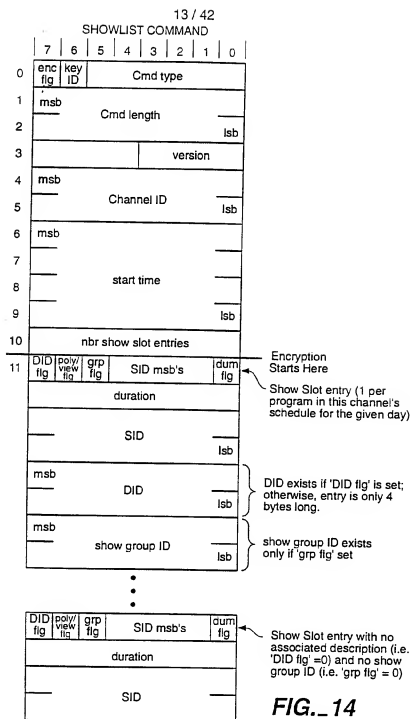 13 / 42
SHOWLIST COMMAND
7 6 5 4 3 2 1 0
0 enc flg key ID Cmd type
1 msb
Cmd length
2 lsb
3 version
4 msb
Channel ID
5 lsb
6 msb
7
start time
8
9 lsb
10 nbr show slot entries
Encryption
Starts Here
11 DID flg poly/ view flg grp flg SID msb's dum flg
Show Slot entry (1 per
program in this channel's
schedule for the given day)
duration
SID
lsb
msb
DID
lsb
DID exists if 'DID flg' is set;
otherwise, entry is only 4
bytes long.
msb
show group ID
lsb
show group ID exists
only if 'grp flg' set
DID flg poly/ view flg grp flg SID msb's dum flg
Show Slot entry with no
associated description (i.e.
'DID flg' =0) and no show
group ID (i.e. 'grp flg' = 0)
duration
SID
FIG._14